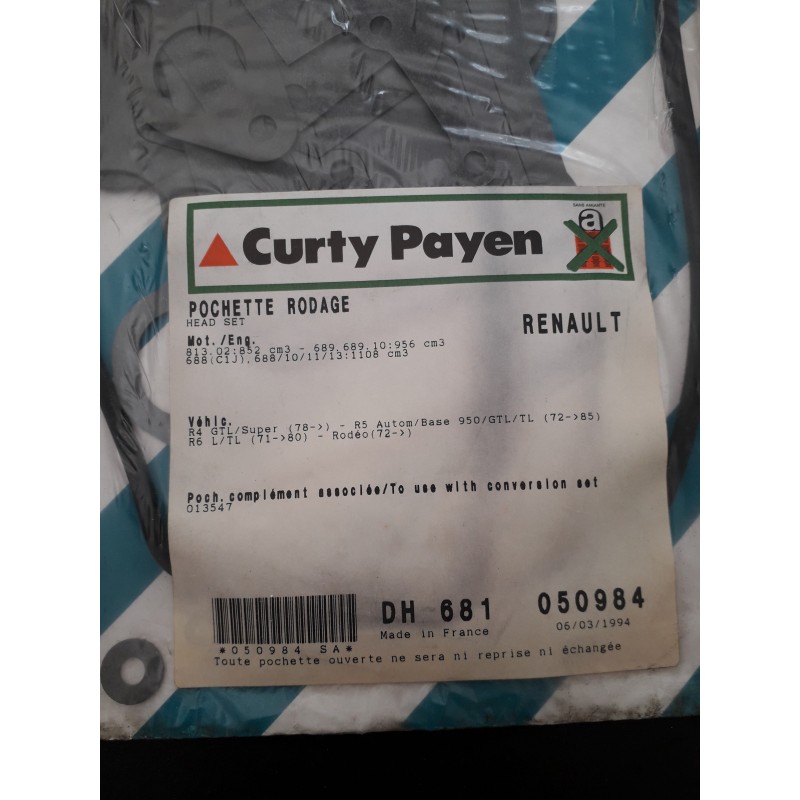 SANS AMIANTE
a
Curty Payen
POCHETTE RODAGE
HEAD SET
RENAULT
Mot./Eng.
813.02:852 cm3 - 689.689.10:956 cm3
688(C1J).688/10/11/13:1108 cm3
Véhic.
R4 GTL/Super (78->) - R5 Autom/Base 950/GTL/TL (72->85)
R6 L/TL (71->80) - Rodéo(72->)
Poch.complément associée/To use with conversion set
013547
DH 681
050984
Made in France
06/03/1994
*050984 SA*
Toute pochette ouverte ne sera ni reprise ni échangée